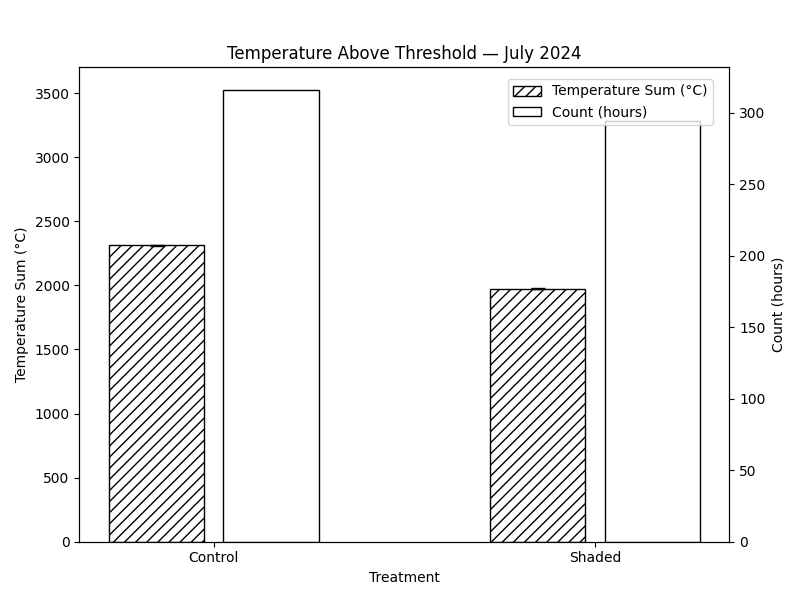 Temperature Above Threshold — July 2024
Temperature Sum (°C)
Count (hours)
3500
3000
2500
2000
1500
1000
500
0
Temperature Sum (°C)
300
250
200
150
100
50
0
Count (hours)
Control
Shaded
Treatment